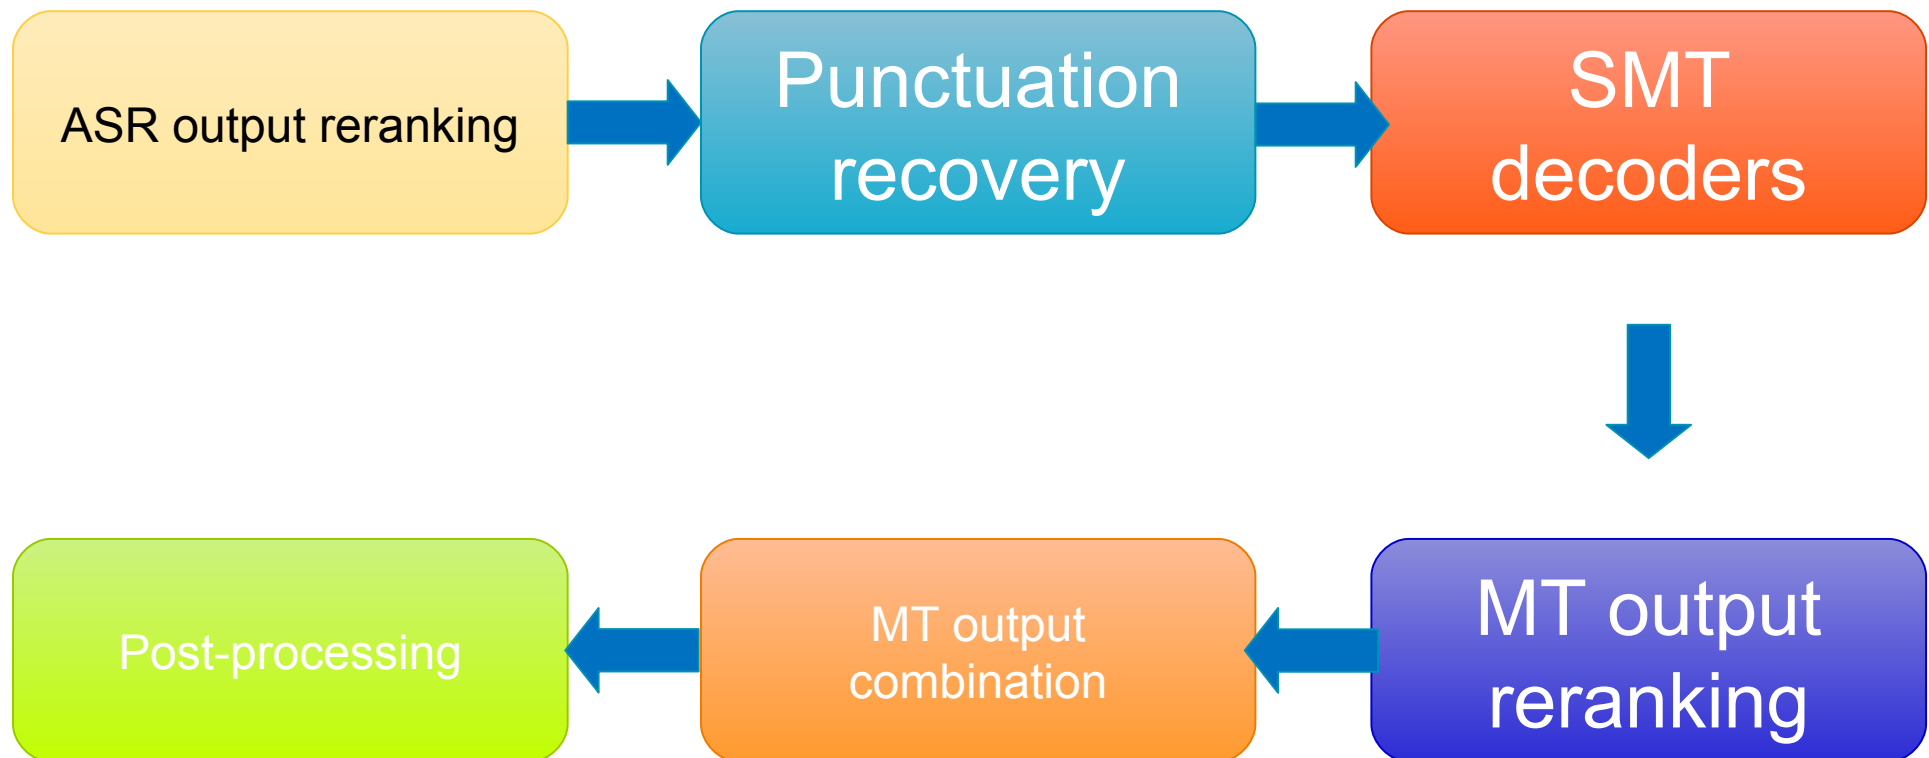 ASR output reranking
Punctuation
recovery
SMT
decoders
Post-processing
MT output
combination
MT output
reranking